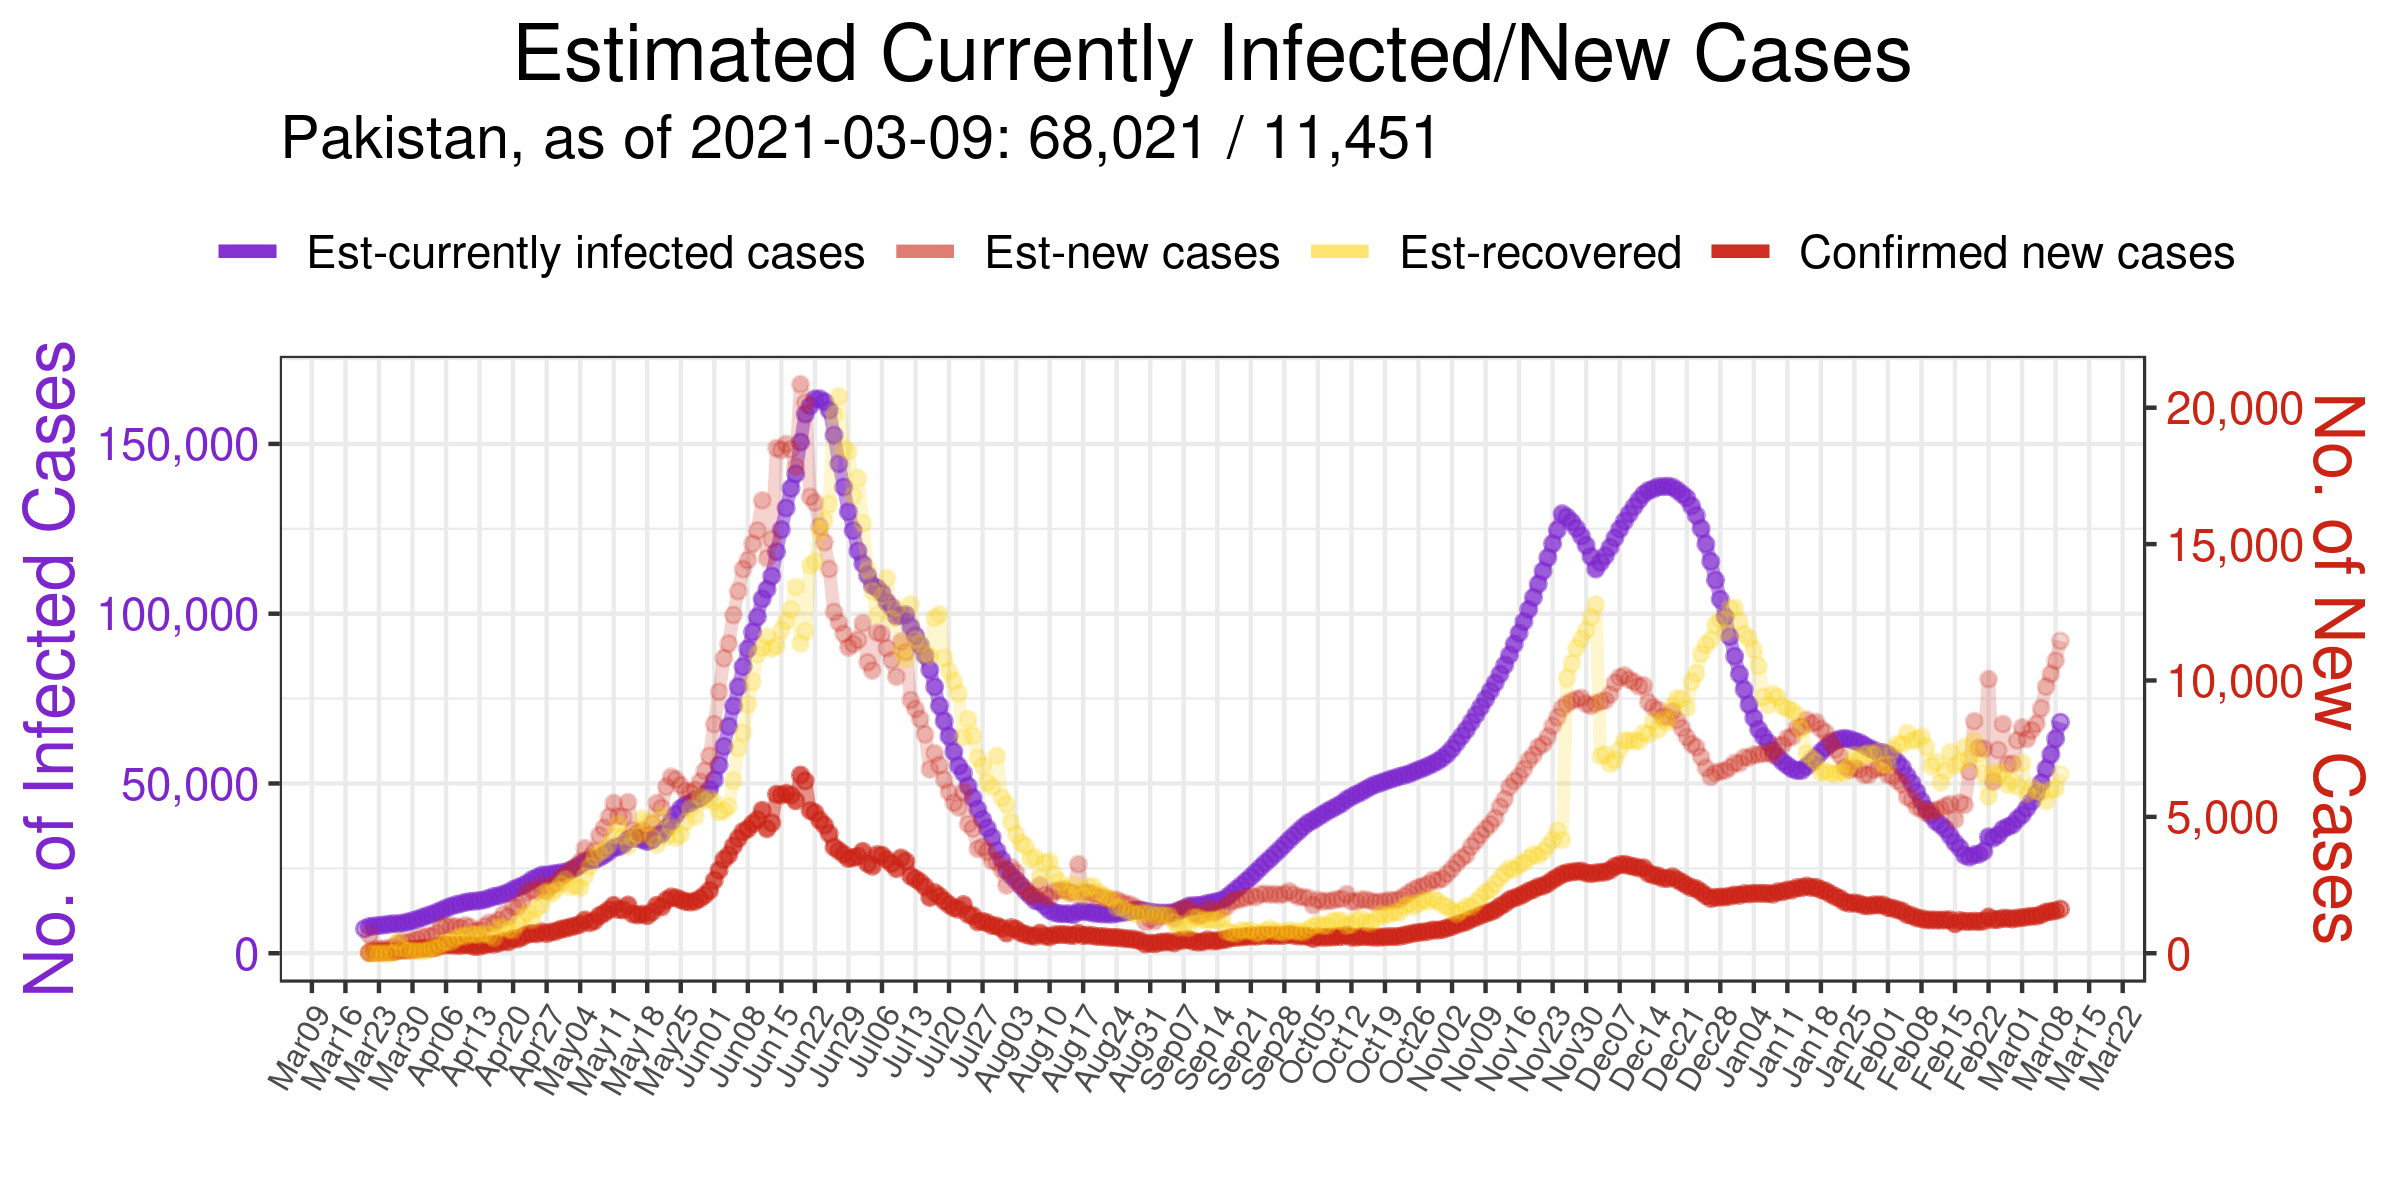 Estimated Currently Infected/New Cases
Pakistan, as of 2021-03-09: 68,021 / 11,451
Est-currently infected cases
Est-new cases
Est-recovered
Confirmed new cases
No. of Infected Cases
150,000
100,000
50,000
0
20,000
15,000
10,000
5,000
0
No. of New Cases
Mar09
Mar16
Mar23
Mar30
Apr06
Apr13
Apr20
Apr27
May04
May11
May18
May25
Jun01
Jun08
Jun15
Jun22
Jun29
Jul06
Jul13
Jul20
Jul27
Aug03
Aug10
Aug17
Aug24
Aug31
Sep07
Sep14
Sep21
Sep28
Oct05
Oct12
Oct19
Oct26
Nov02
Nov09
Nov16
Nov23
Nov30
Dec07
Dec14
Dec21
Dec28
Jan04
Jan11
Jan18
Jan25
Feb01
Feb08
Feb15
Feb22
Mar01
Mar08
Mar15
Mar22